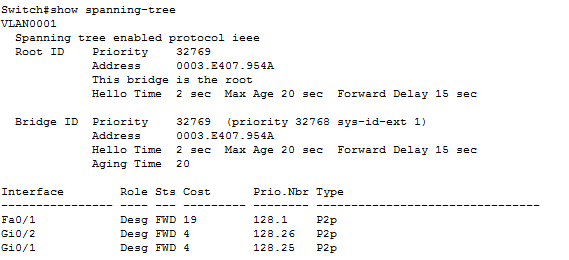 Switch#show spanning-tree
VLAN0001
  Spanning tree enabled protocol ieee
  Root ID    Priority    32769
             Address     0003.E407.954A
             This bridge is the root
             Hello Time  2 sec  Max Age 20 sec  Forward Delay 15 sec

  Bridge ID  Priority    32769  (priority 32768 sys-id-ext 1)
             Address     0003.E407.954A
             Hello Time  2 sec  Max Age 20 sec  Forward Delay 15 sec
             Aging Time  20

Interface        Role Sts Cost      Prio.Nbr Type
---------------- ---- --- --------- -------- --------------------------------
Fa0/1            Desg FWD 19        128.1    P2p
Gi0/2            Desg FWD 4         128.26   P2p
Gi0/1            Desg FWD 4         128.25   P2p